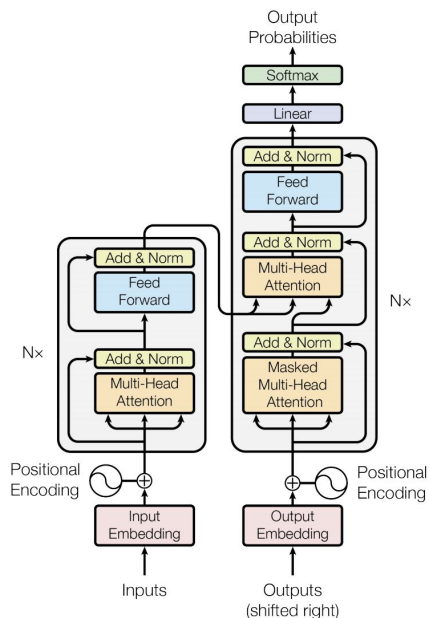 Output
Probabilities
Softmax
Linear
Add & Norm
Feed
Forward
Add & Norm
Multi-Head
Attention
Add & Norm
Masked
Multi-Head
Attention
N×
Add & Norm
Feed
Forward
Add & Norm
Multi-Head
Attention
N×
Positional
Encoding
Input
Embedding
Inputs
Positional
Encoding
Output
Embedding
Outputs
(shifted right)